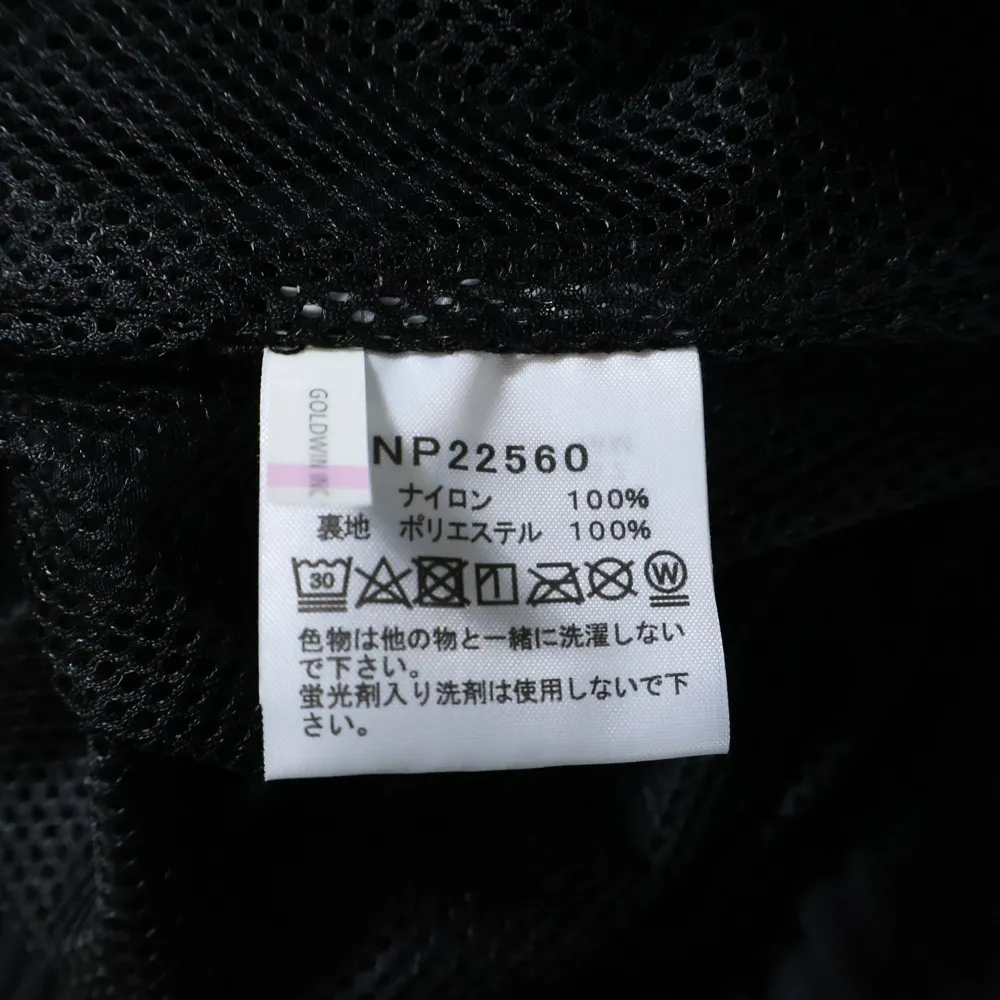 GOLDWIN INC
NP22560
ナイロン 100%
裏地 ポリエステル 100%
30
W
色物は他の物と一緒に洗濯しない
で下さい。
蛍光剤入り洗剤は使用しないで下
さい。